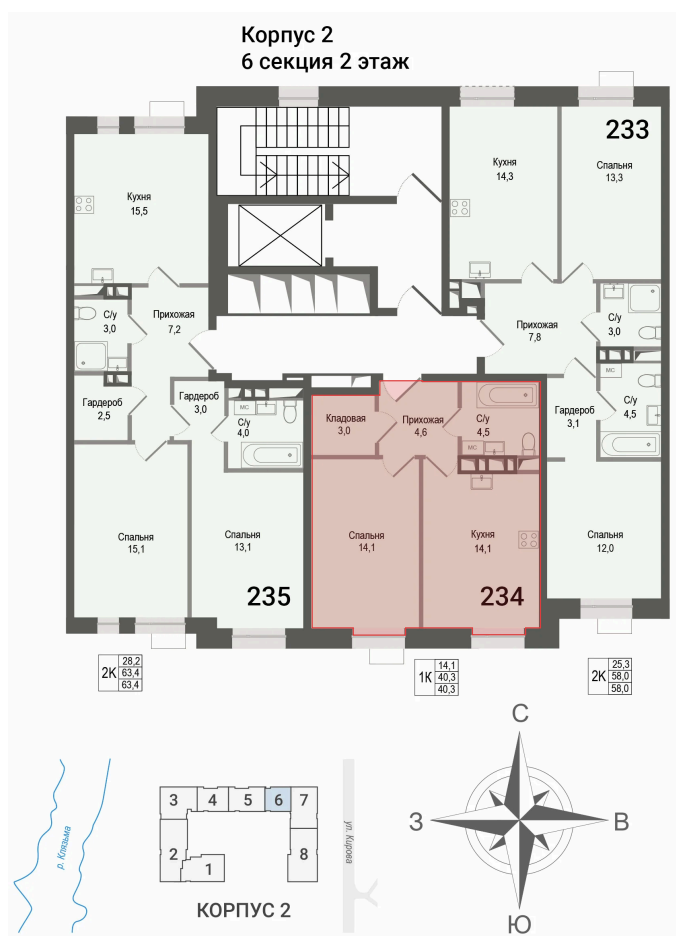 Корпус 2
6 секция 2 этаж
233
Кухня
14,3
Спальня
13,3
Кухня
15,5
С/у
3,0
Прихожая
7,2
Прихожая
7,8
С/у
3,0
Гардероб
2,5
Гардероб
3,0
МС
С/у
4,0
Кладовая
3,0
Прихожая
4,6
С/у
4,5
МС
Гардероб
3,1
МС
С/у
4,5
Спальня
15,1
Спальня
13,1
Спальня
14,1
Кухня
14,1
Спальня
12,0
235
234
2К
28,2
63,4
63,4
1К
14,1
40,3
40,3
2К
25,3
58,0
58,0
С
З
В
Ю
р. Клязьма
3
4
5
6
7
2
1
8
ул. Кирова
КОРПУС 2